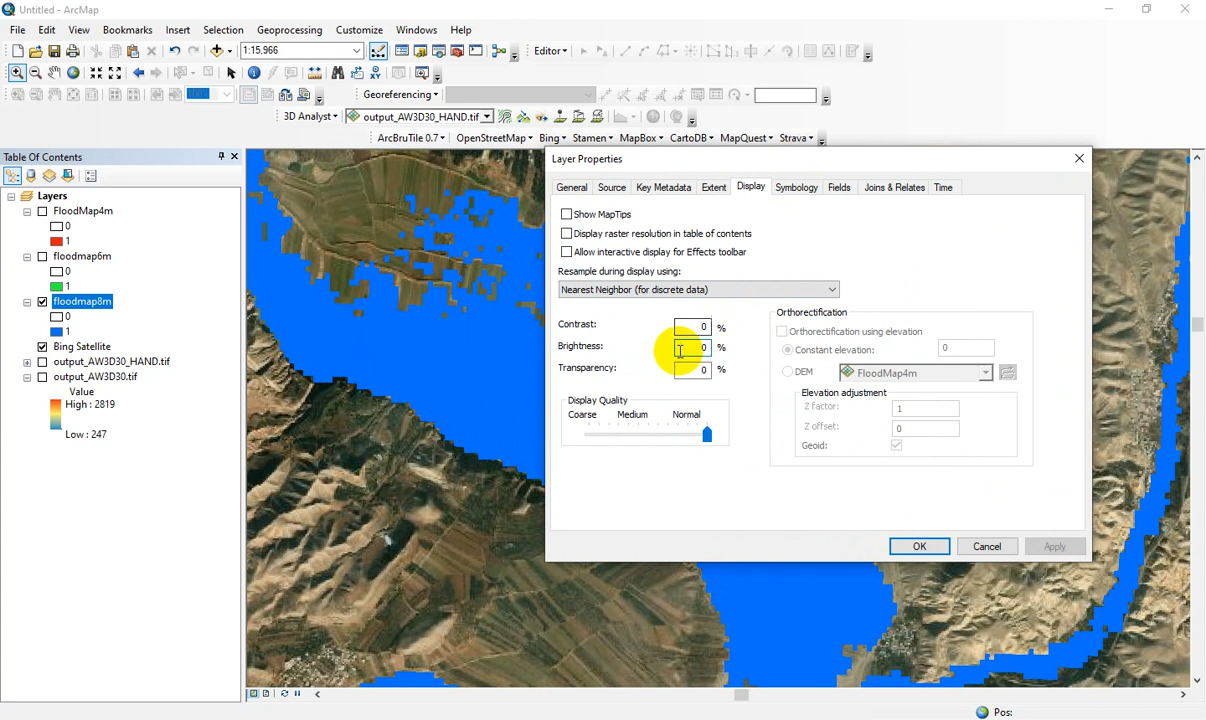 Untitled - ArcMap
File Edit View Bookmarks Insert Selection Geoprocessing Customize Windows Help
1:15,966 Editor
Georeferencing
3D Analyst output_AW3D30_HAND.tif
ArcBruTile 0.7 OpenStreetMap Bing Stamen MapBox CartoDB MapQuest Strava
Table Of Contents
Layers
FloodMap4m
0
1
floodmap6m
0
1
floodmap8m
0
1
Bing Satellite
output_AW3D30_HAND.tif
output_AW3D30.tif
Value
High : 2819
Low : 247
Layer Properties
General Source Key Metadata Extent Display Symbology Fields Joins & Relates Time
Show MapTips
Display raster resolution in table of contents
Allow interactive display for Effects toolbar
Resample during display using:
Nearest Neighbor (for discrete data)
Contrast: 0 %
Brightness: 0 %
Transparency: 0 %
Display Quality
Coarse Medium Normal
Orthorectification
Orthorectification using elevation
Constant elevation: 0
DEM FloodMap4m
Elevation adjustment
Z factor: 1
Z offset: 0
Geoid:
OK Cancel Apply
Pos: